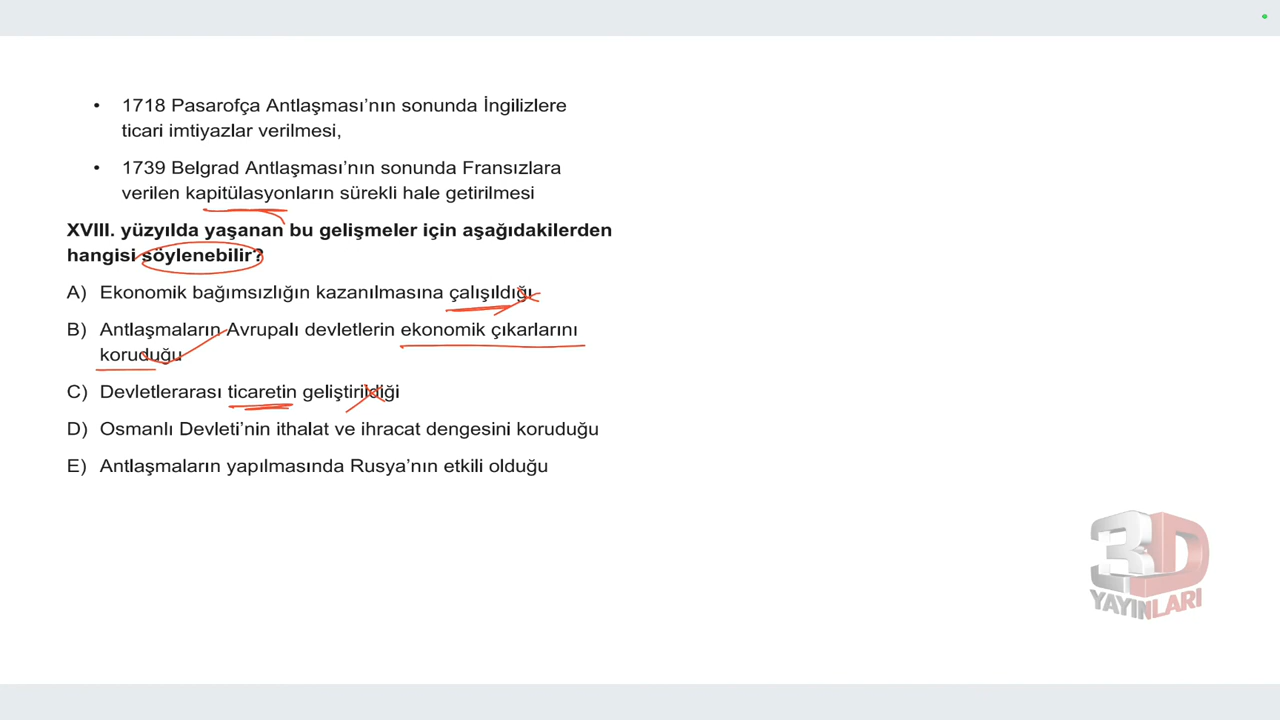 • 1718 Pasarofça Antlaşması’nın sonunda İngilizlere
ticari imtiyazlar verilmesi,
• 1739 Belgrad Antlaşması’nın sonunda Fransızlara
verilen kapitülasyonların sürekli hale getirilmesi
XVIII. yüzyılda yaşanan bu gelişmeler için aşağıdakilerden
hangisi söylenebilir?
A) Ekonomik bağımsızlığın kazanılmasına çalışıldığı
B) Antlaşmaların Avrupalı devletlerin ekonomik çıkarlarını
koruduğu
C) Devletlerarası ticaretin geliştirildiği
D) Osmanlı Devleti’nin ithalat ve ihracat dengesini koruduğu
E) Antlaşmaların yapılmasında Rusya’nın etkili olduğu
3D
YAYINLARI